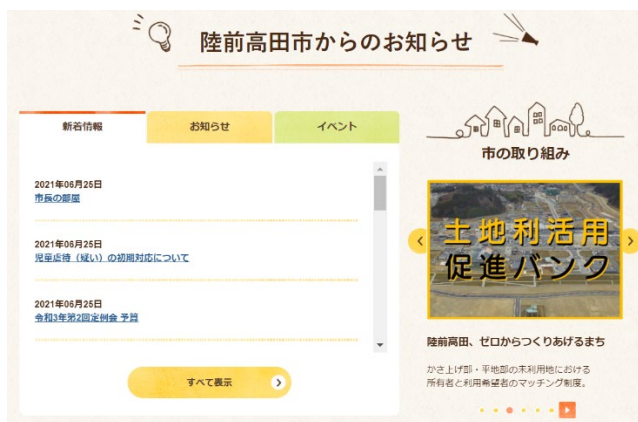 陸前高田市からのお知らせ
新着情報
お知らせ
イベント
2021年06月25日
市長の部屋
2021年06月25日
児童虐待（疑い）の初期対応について
2021年06月25日
令和3年第2回定例会 予算
すべて表示
市の取り組み
土地利活用
促進バンク
陸前高田、ゼロからつくりあげるまち
かさ上げ部・平地部の未利用地における
所有者と利用希望者のマッチング制度。